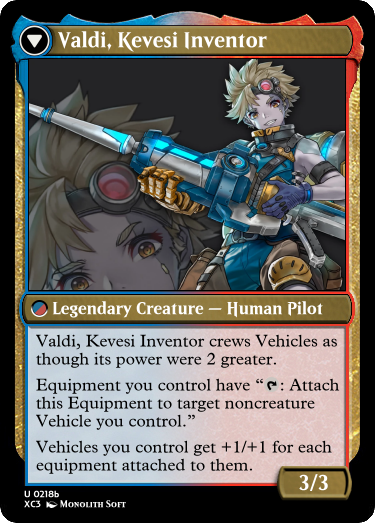 Valdi, Kevesi Inventor
Legendary Creature — Human Pilot
Valdi, Kevesi Inventor crews Vehicles as
though its power were 2 greater.
Equipment you control have “ : Attach
this Equipment to target noncreature
Vehicle you control.”
Vehicles you control get +1/+1 for each
equipment attached to them.
3/3
U 0218b
XC3 Monolith Soft